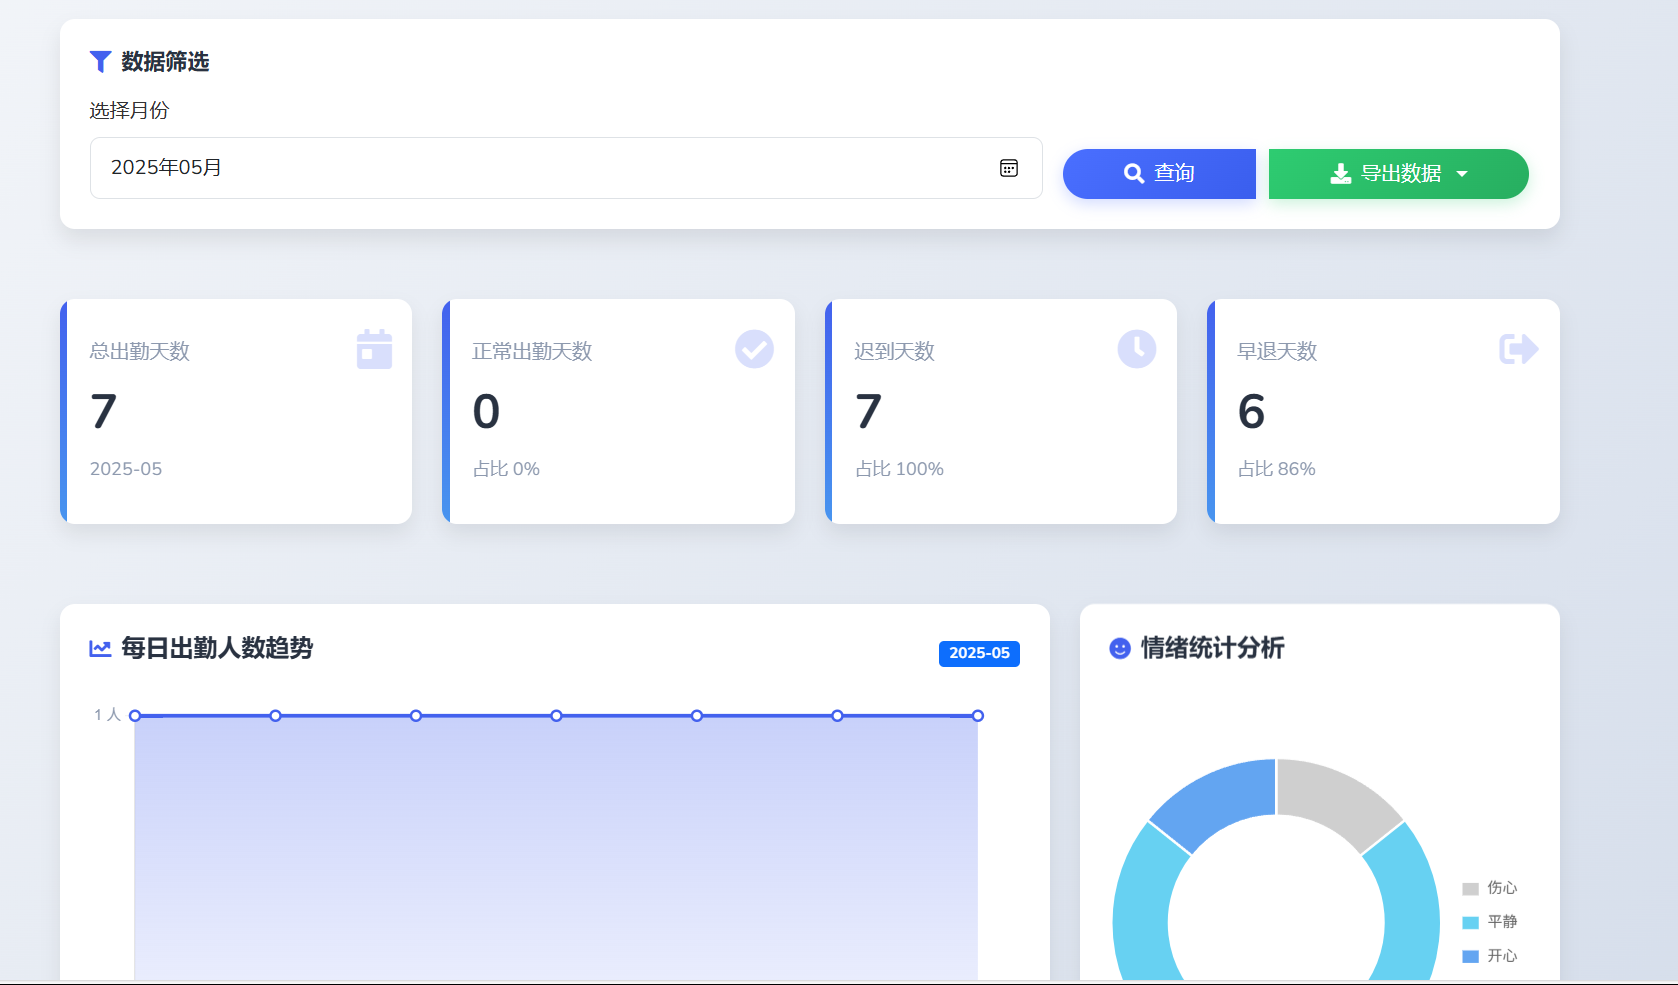 数据筛选
选择月份
2025年05月
查询
导出数据
总出勤天数
7
2025-05
正常出勤天数
0
占比 0%
迟到天数
7
占比 100%
早退天数
6
占比 86%
每日出勤人数趋势
2025-05
1 人
情绪统计分析
伤心
平静
开心